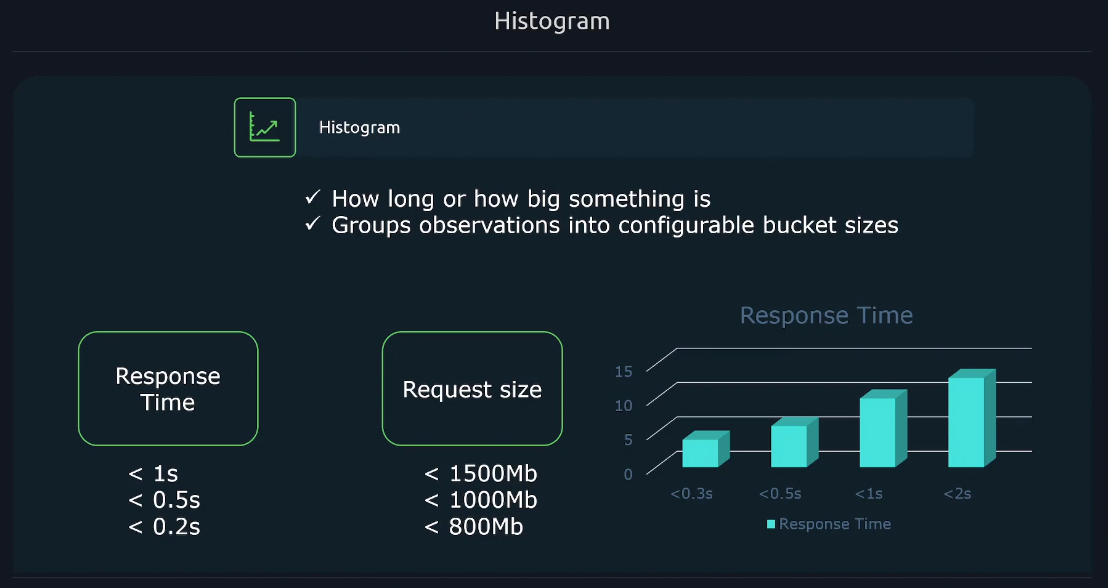 Histogram
Histogram
✓ How long or how big something is
✓ Groups observations into configurable bucket sizes
Response
Time
< 1s
< 0.5s
< 0.2s
Request size
< 1500Mb
< 1000Mb
< 800Mb
Response Time
15
10
5
0
<0.3s
<0.5s
<1s
<2s
Response Time